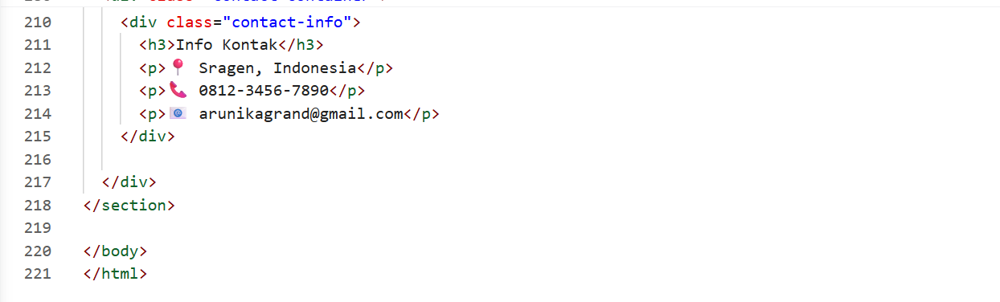 210 <div class="contact-info">
211 <h3>Info Kontak</h3>
212 <p>📍 Sragen, Indonesia</p>
213 <p>📞 0812-3456-7890</p>
214 <p>📧 arunikagrand@gmail.com</p>
215 </div>
216
217 </div>
218 </section>
219
220 </body>
221 </html>